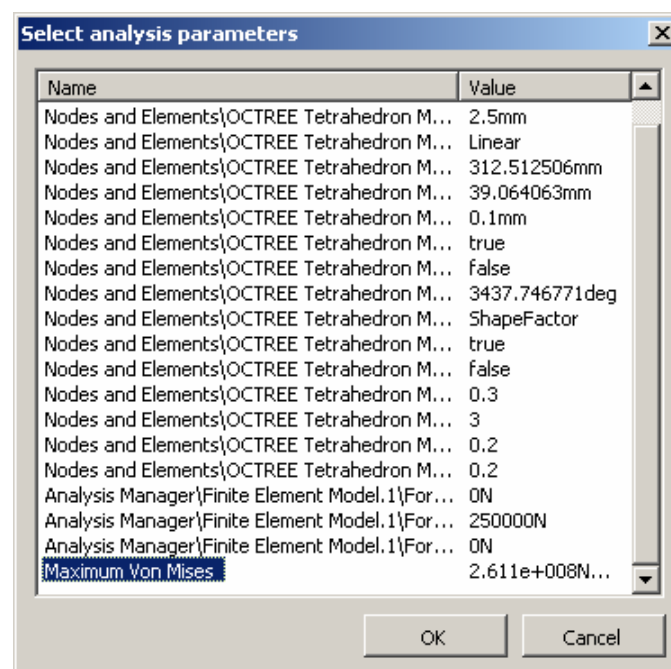 Select analysis parameters
Name Value
Nodes and Elements\OCTREE Tetrahedron M... 2.5mm
Nodes and Elements\OCTREE Tetrahedron M... Linear
Nodes and Elements\OCTREE Tetrahedron M... 312.512506mm
Nodes and Elements\OCTREE Tetrahedron M... 39.064063mm
Nodes and Elements\OCTREE Tetrahedron M... 0.1mm
Nodes and Elements\OCTREE Tetrahedron M... true
Nodes and Elements\OCTREE Tetrahedron M... false
Nodes and Elements\OCTREE Tetrahedron M... 3437.746771deg
Nodes and Elements\OCTREE Tetrahedron M... ShapeFactor
Nodes and Elements\OCTREE Tetrahedron M... true
Nodes and Elements\OCTREE Tetrahedron M... false
Nodes and Elements\OCTREE Tetrahedron M... 0.3
Nodes and Elements\OCTREE Tetrahedron M... 3
Nodes and Elements\OCTREE Tetrahedron M... 0.2
Nodes and Elements\OCTREE Tetrahedron M... 0.2
Analysis Manager\Finite Element Model.1\For... 0N
Analysis Manager\Finite Element Model.1\For... 250000N
Analysis Manager\Finite Element Model.1\For... 0N
Maximum Von Mises 2.611e+008N...
OK Cancel